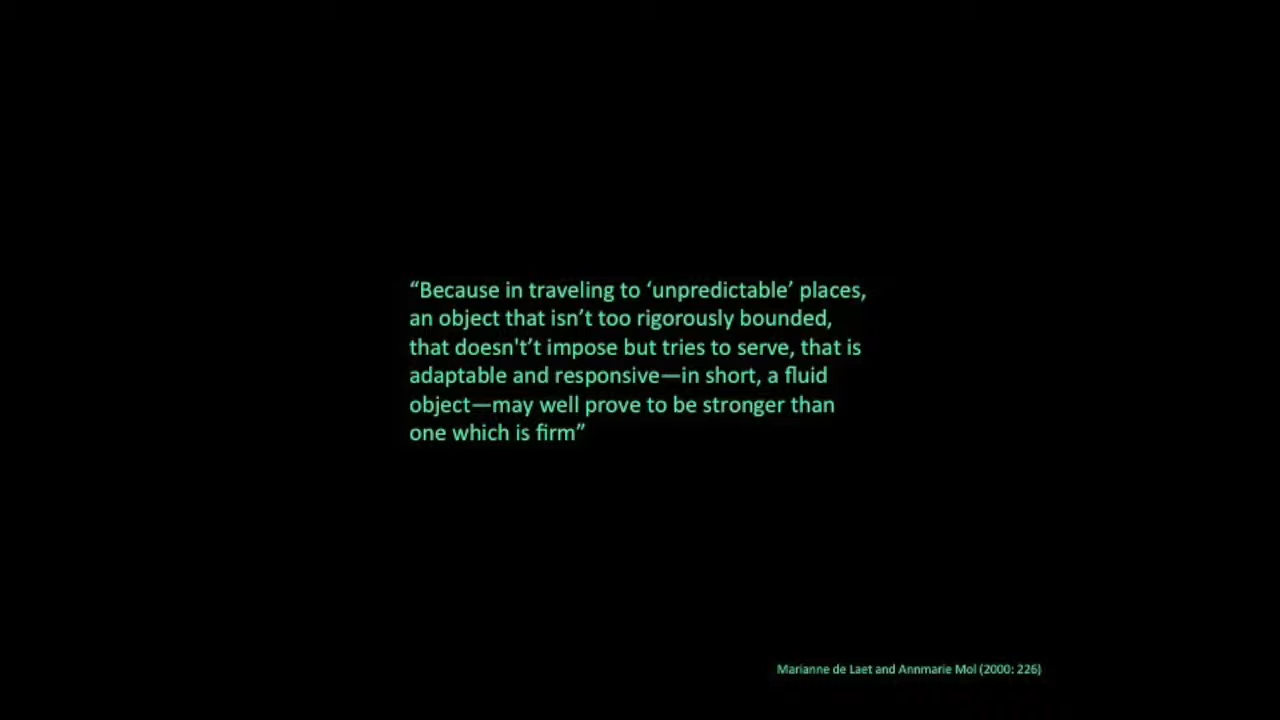 “Because in traveling to ‘unpredictable’ places,
an object that isn’t too rigorously bounded,
that doesn't’t impose but tries to serve, that is
adaptable and responsive—in short, a fluid
object—may well prove to be stronger than
one which is firm”
Marianne de Laet and Annmarie Mol (2000: 226)